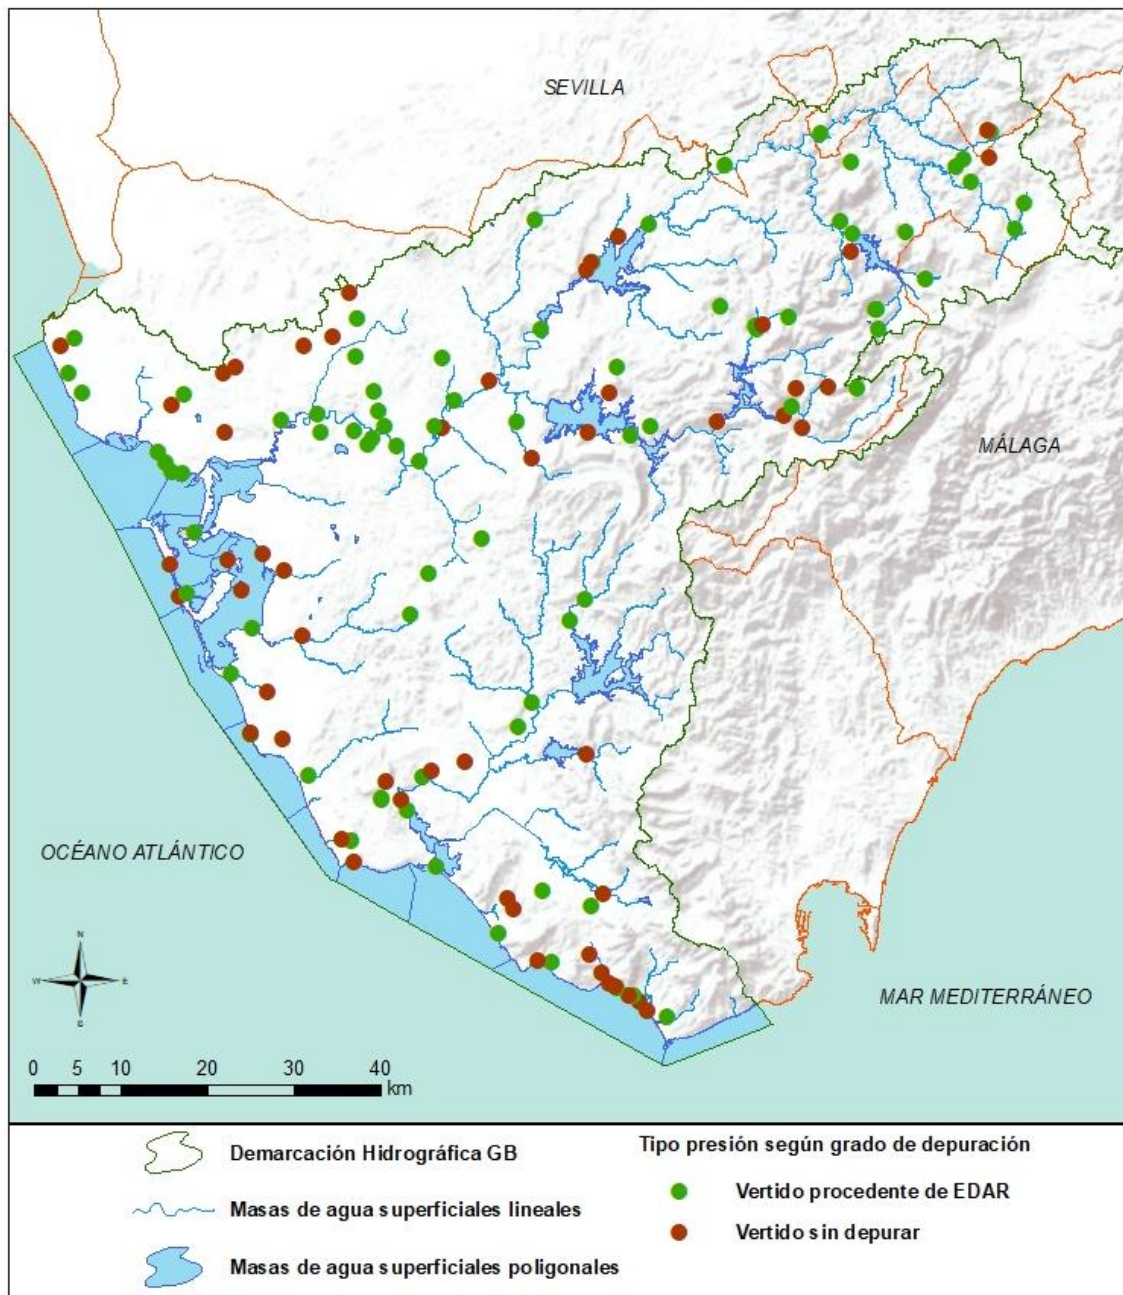 SEVILLA
MÁLAGA
OCÉANO ATLÁNTICO
N
W E
S
MAR MEDITERRÁNEO
0 5 10 20 30 40
km
Demarcación Hidrográfica GB
Masas de agua superficiales lineales
Masas de agua superficiales poligonales
Tipo presión según grado de depuración
Vertido procedente de EDAR
Vertido sin depurar